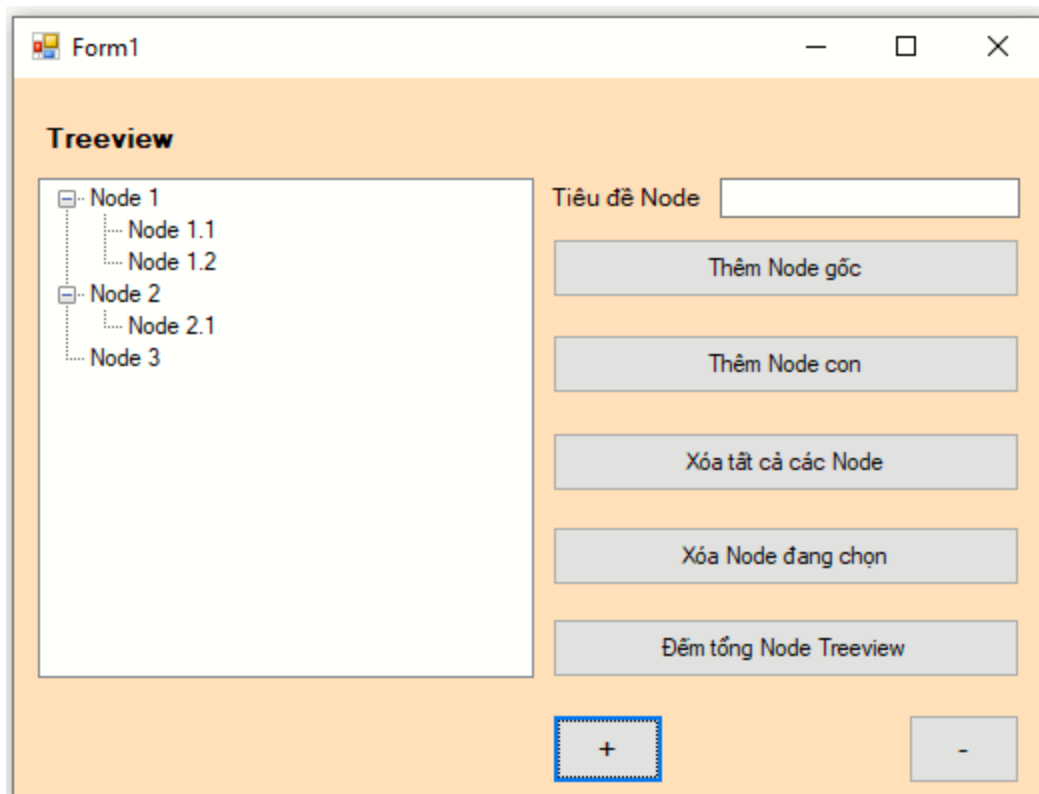 Form1
Treeview
Node 1
Node 1.1
Node 1.2
Node 2
Node 2.1
Node 3
Tiêu đề Node
Thêm Node gốc
Thêm Node con
Xóa tất cả các Node
Xóa Node đang chọn
Đếm tổng Node Treeview
+
-